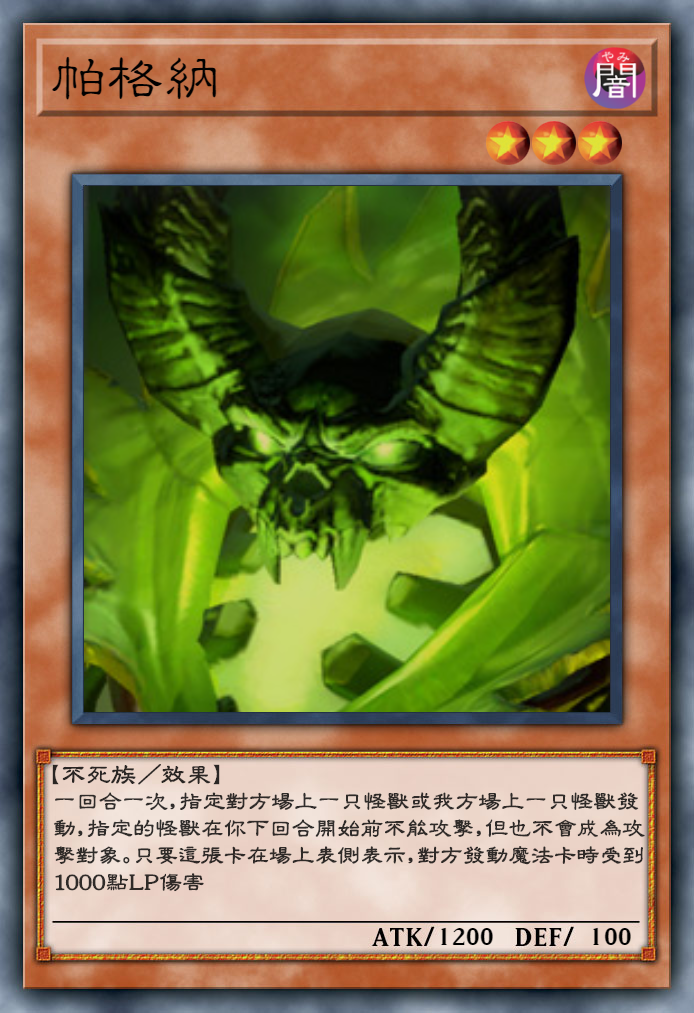 帕格納
やみ
闇
【不死族／效果】
一回合一次,指定對方場上一只怪獸或我方場上一只怪獸發
動,指定的怪獸在你下回合開始前不能攻擊,但也不會成為攻
擊對象。只要這張卡在場上表側表示,對方發動魔法卡時受到
1000點LP傷害
ATK/1200 DEF/ 100